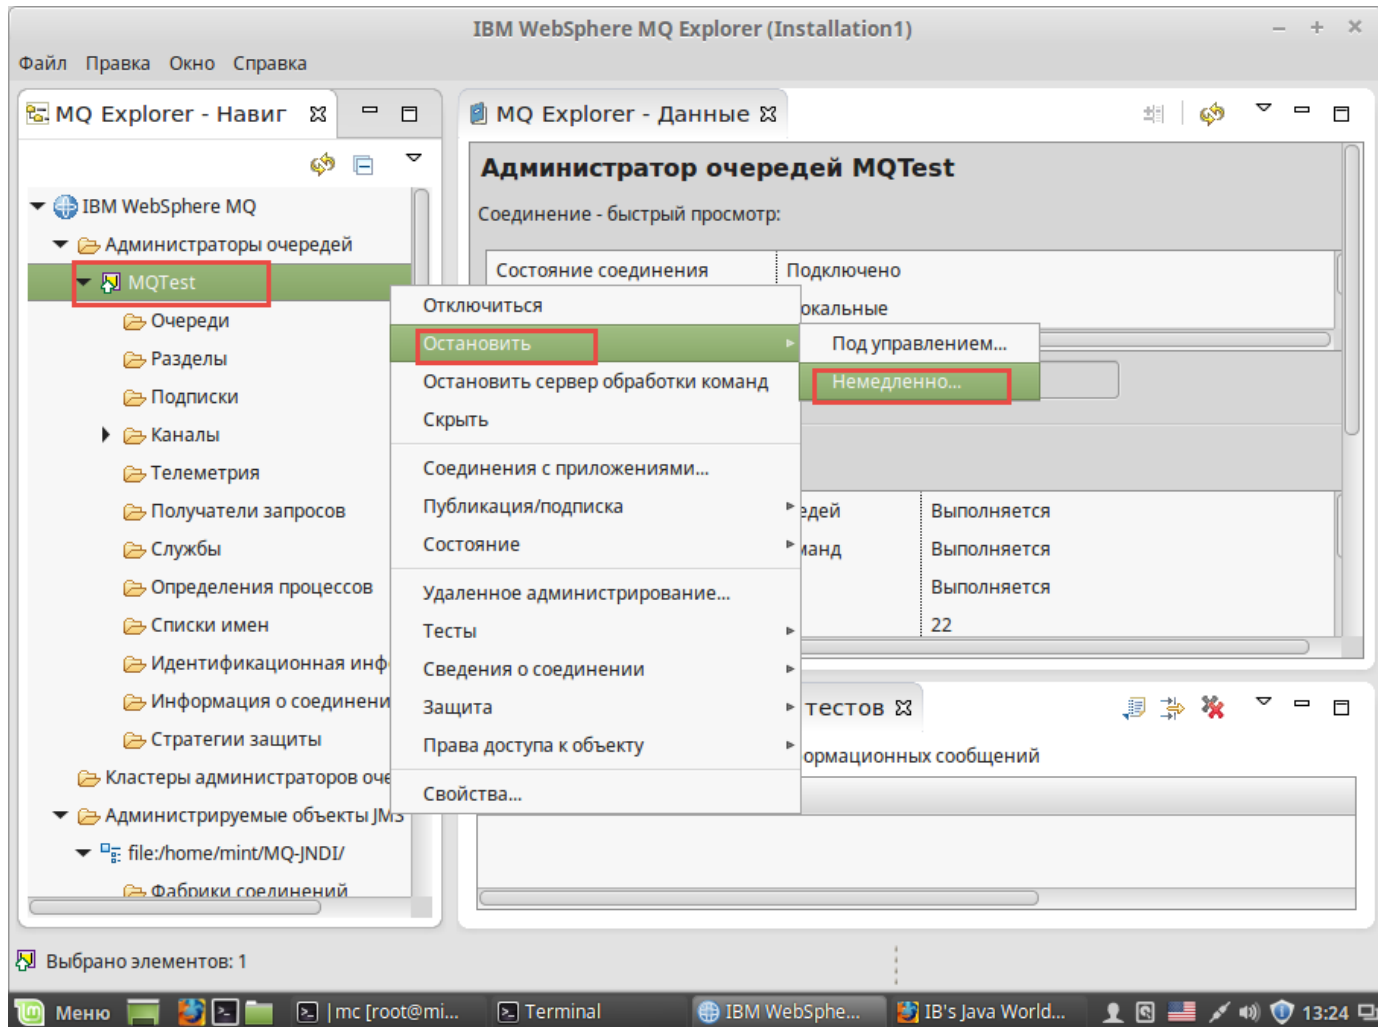 IBM WebSphere MQ Explorer (Installation1)
Файл Правка Окно Справка
MQ Explorer - Навиг
IBM WebSphere MQ
Администраторы очередей
MQTest
Очереди
Разделы
Подписки
Каналы
Телеметрия
Получатели запросов
Службы
Определения процессов
Списки имен
Идентификационная инф
Информация о соединени
Стратегии защиты
Кластеры администраторов оче
Администрируемые объекты JMS
file:/home/mint/MQ-JNDI/
Фабрики соединений
Отключиться
Остановить
Остановить сервер обработки команд
Скрыть
Соединения с приложениями...
Публикация/подписка
Состояние
Удаленное администрирование...
Тесты
Сведения о соединении
Защита
Права доступа к объекту
Свойства...
Под управлением...
Немедленно...
MQ Explorer - Данные
Администратор очередей MQTest
Соединение - быстрый просмотр:
Состояние соединения Подключено
окальные
едей Выполняется
манд Выполняется
Выполняется
22
тестов
ормационных сообщений
Выбрано элементов: 1
Меню
mc [root@mi...
Terminal
IBM WebSphe...
IB's Java World...
13:24